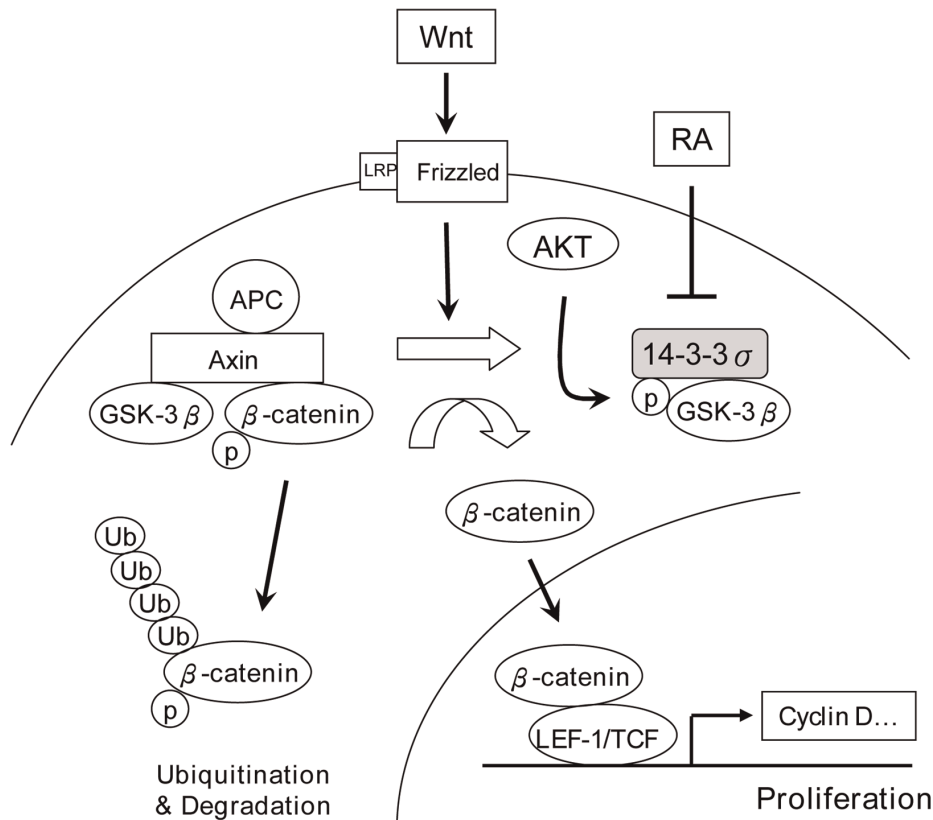 Wnt
LRP
Frizzled
RA
AKT
APC
Axin
GSK-3 β
β-catenin
p
14-3-3 σ
p
GSK-3 β
β-catenin
Ub
Ub
Ub
Ub
β-catenin
p
β-catenin
LEF-1/TCF
Cyclin D…
Ubiquitination
& Degradation
Proliferation